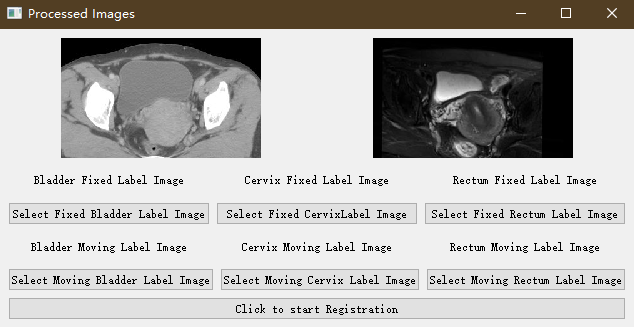 Processed Images
Bladder Fixed Label Image Cervix Fixed Label Image Rectum Fixed Label Image
Select Fixed Bladder Label Image Select Fixed CervixLabel Image Select Fixed Rectum Label Image
Bladder Moving Label Image Cervix Moving Label Image Rectum Moving Label Image
Select Moving Bladder Label Image Select Moving Cervix Label Image Select Moving Rectum Label Image
Click to start Registration